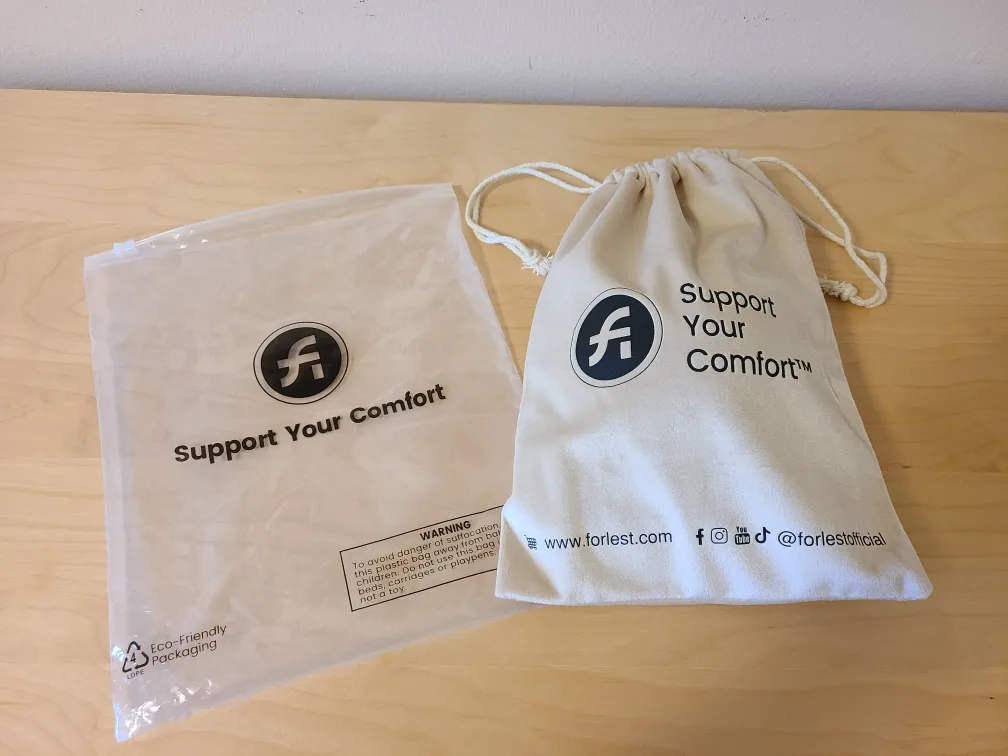 Support Your Comfort
WARNING
To avoid danger of suffocation,
this plastic bag away from
children. Do not use this bag
beds, carriages or playpens.
not a toy.
4
LDPE
Eco-Friendly
Packaging
Support
Your
Comfort™
www.forlest.com You Tube @forlestofficial